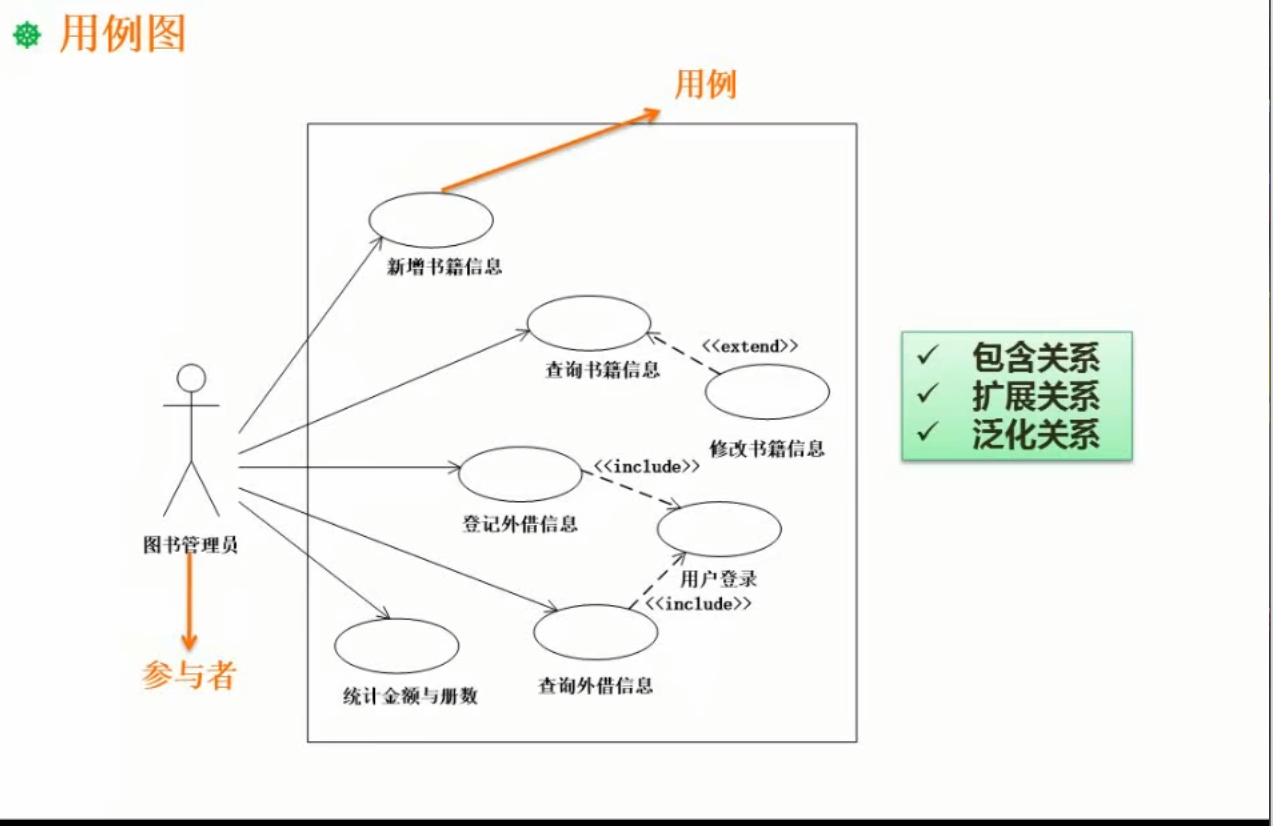 用例图
用例
新增书籍信息
查询书籍信息
<<extend>>
修改书籍信息
✓ 包含关系
✓ 扩展关系
✓ 泛化关系
<<include>>
登记外借信息
图书管理员
用户登录
<<include>>
参与者
查询外借信息
统计金额与册数